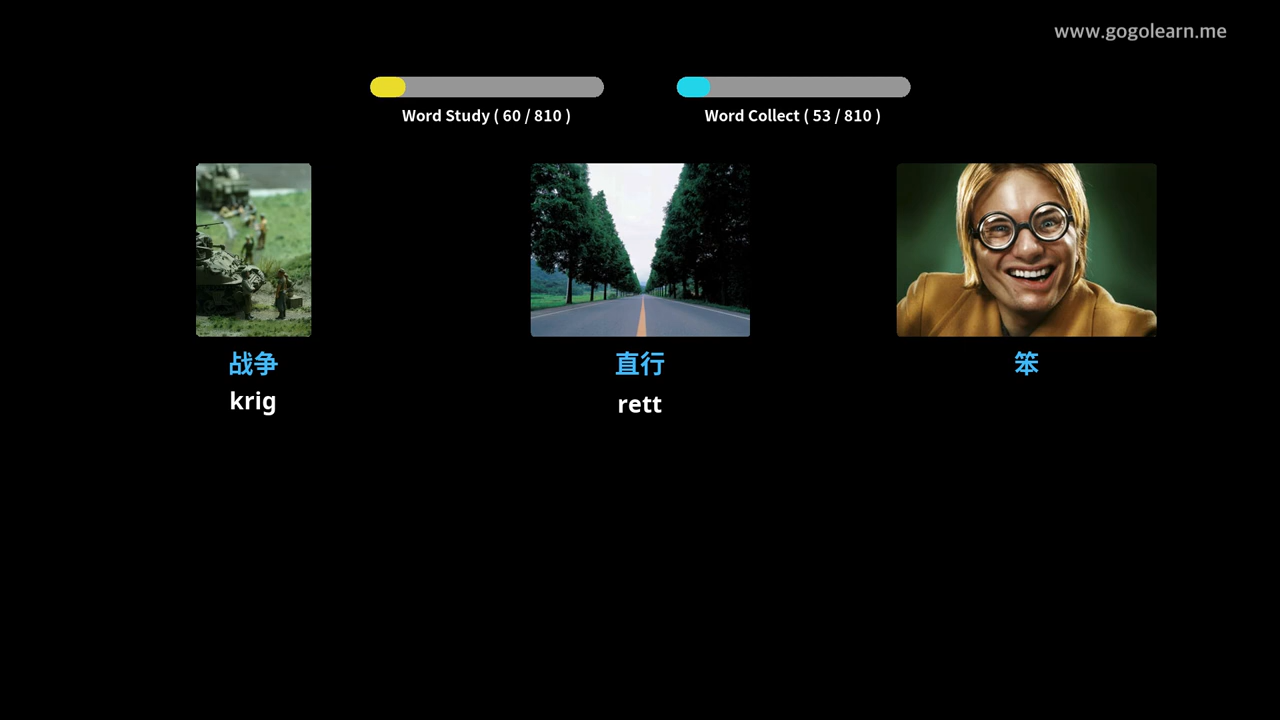 www.gogolearn.me
Word Study ( 60 / 810 )
Word Collect ( 53 / 810 )
战争
krig
直行
rett
笨